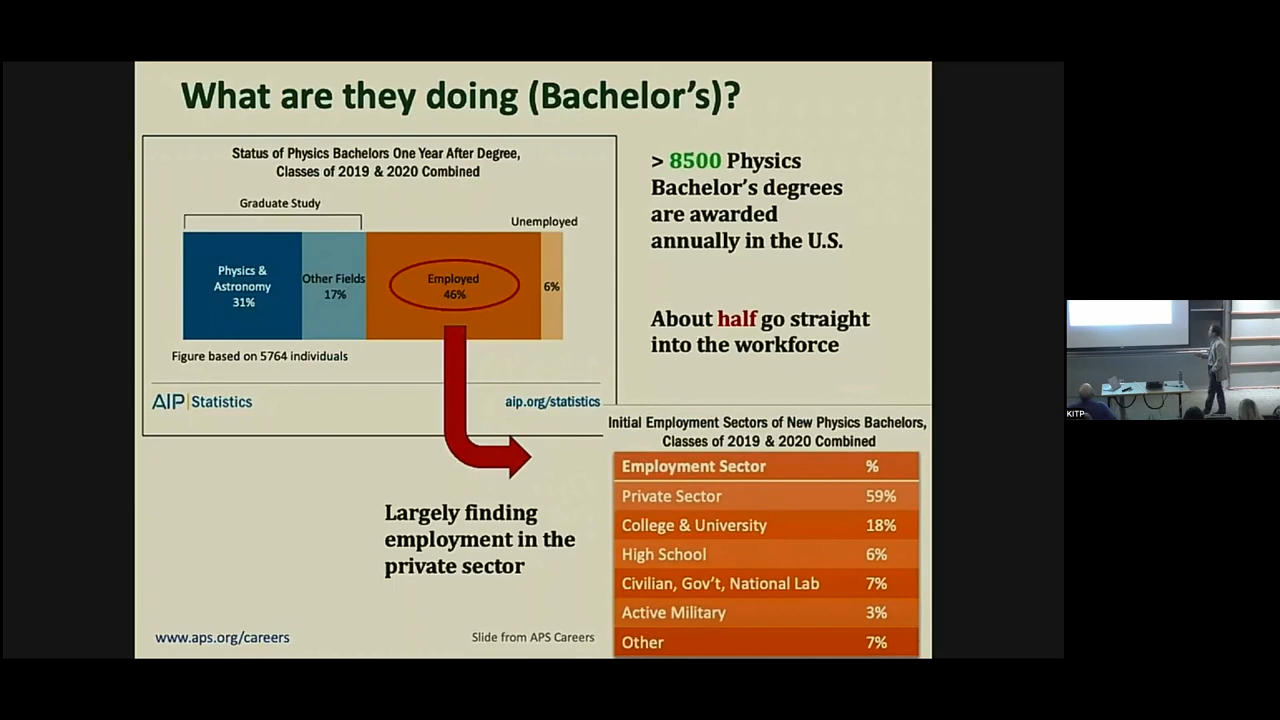 What are they doing (Bachelor's)?
Status of Physics Bachelors One Year After Degree,
Classes of 2019 & 2020 Combined
Graduate Study
Unemployed
Physics &
Astronomy
31%
Other Fields
17%
Employed
46%
6%
Figure based on 5764 individuals
AIP|Statistics
aip.org/statistics
> 8500 Physics
Bachelor's degrees
are awarded
annually in the U.S.
About half go straight
into the workforce
Largely finding
employment in the
private sector
Initial Employment Sectors of New Physics Bachelors,
Classes of 2019 & 2020 Combined
Employment Sector %
Private Sector 59%
College & University 18%
High School 6%
Civilian, Gov't, National Lab 7%
Active Military 3%
Other 7%
www.aps.org/careers
Slide from APS Careers
KITP